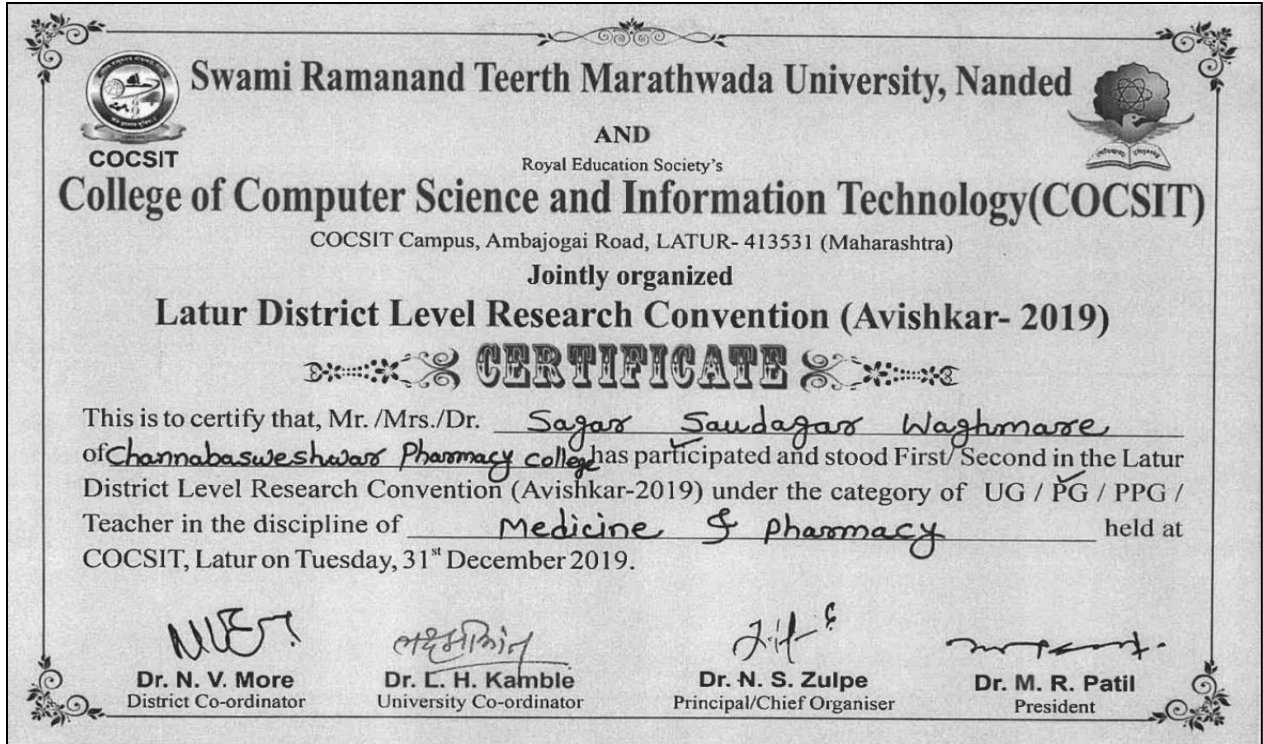 Swami Ramanand Teerth Marathwada University, Nanded
COCSIT
AND
Royal Education Society's
College of Computer Science and Information Technology(COCSIT)
COCSIT Campus, Ambajogai Road, LATUR- 413531 (Maharashtra)
Jointly organized
Latur District Level Research Convention (Avishkar- 2019)
CERTIFICATE
This is to certify that, Mr. /Mrs./Dr. Sagar Saudagar Waghmare
of Channabasweshwar Pharmacy college has participated and stood First/ Second in the Latur
District Level Research Convention (Avishkar-2019) under the category of UG / PG / PPG /
Teacher in the discipline of Medicine & pharmacy held at
COCSIT, Latur on Tuesday, 31st December 2019.
Dr. N. V. More
District Co-ordinator
Dr. L. H. Kamble
University Co-ordinator
Dr. N. S. Zulpe
Principal/Chief Organiser
Dr. M. R. Patil
President